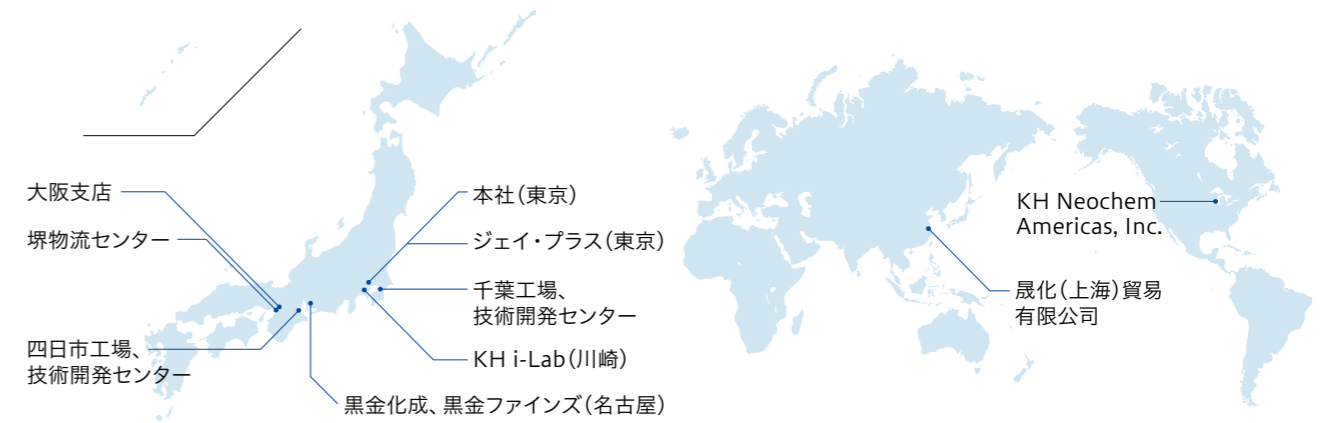 大阪支店
堺物流センター
四日市工場、
技術開発センター
本社（東京）
ジェイ・プラス（東京）
千葉工場、
技術開発センター
KH i-Lab（川崎）
黒金化成、黒金ファインズ（名古屋）
KH Neochem
Americas, Inc.
晟化（上海）貿易
有限公司